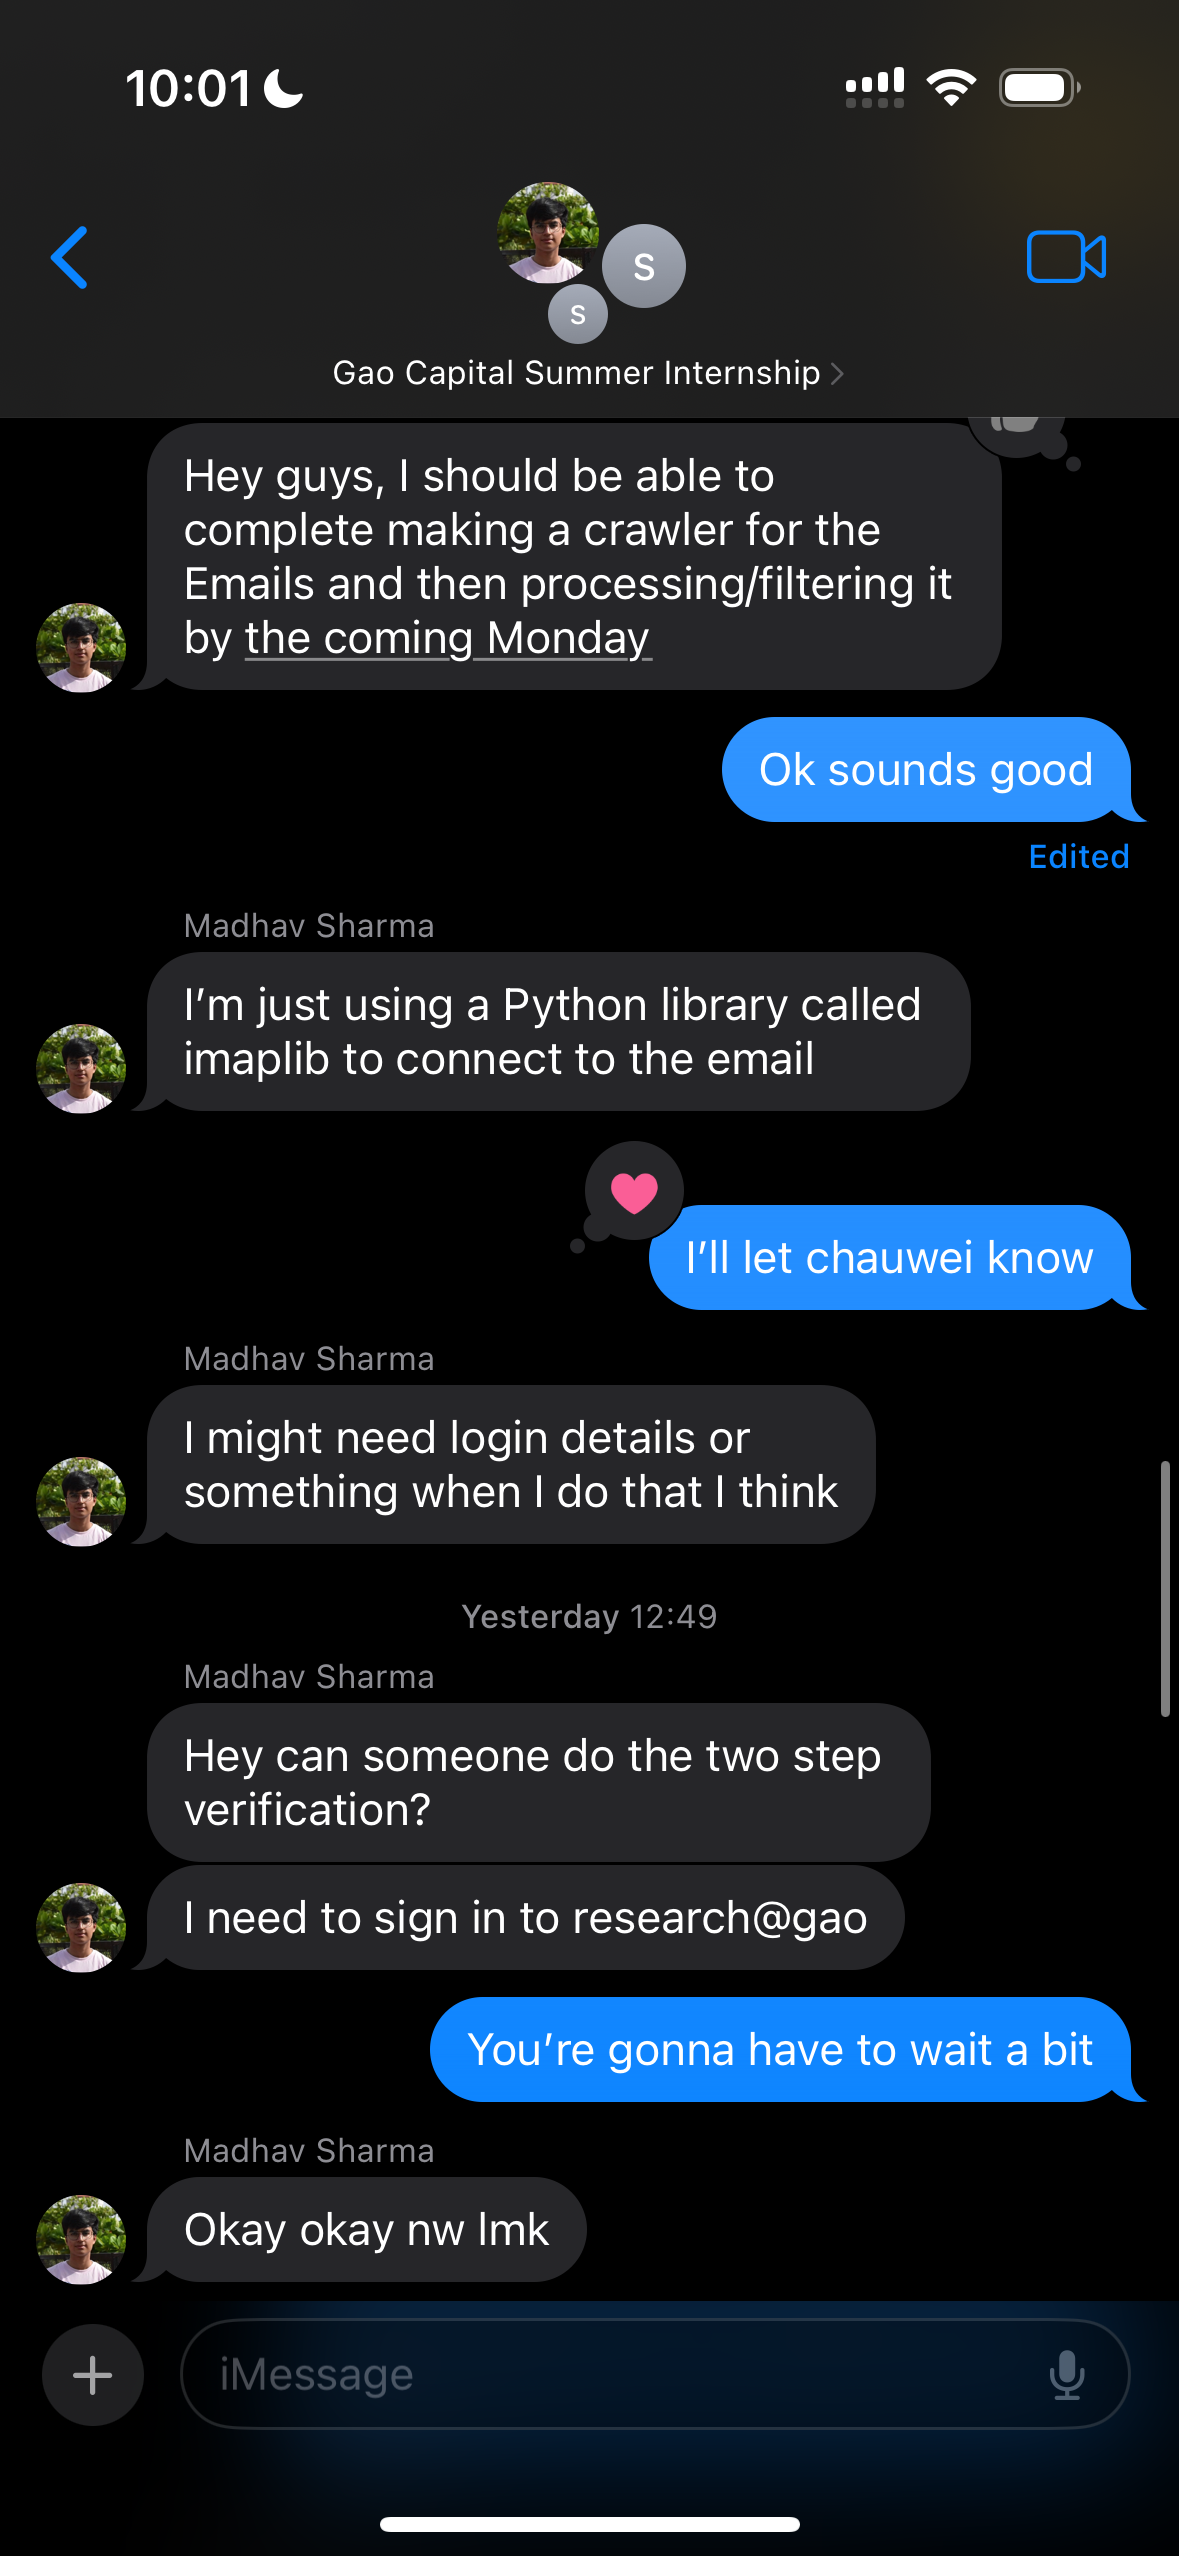 10:01
S
S
Gao Capital Summer Internship
Hey guys, I should be able to
complete making a crawler for the
Emails and then processing/filtering it
by the coming Monday
Ok sounds good
Edited
Madhav Sharma
I’m just using a Python library called
imaplib to connect to the email
I’ll let chauwei know
Madhav Sharma
I might need login details or
something when I do that I think
Yesterday 12:49
Madhav Sharma
Hey can someone do the two step
verification?
I need to sign in to research@gao
You’re gonna have to wait a bit
Madhav Sharma
Okay okay nw lmk
iMessage